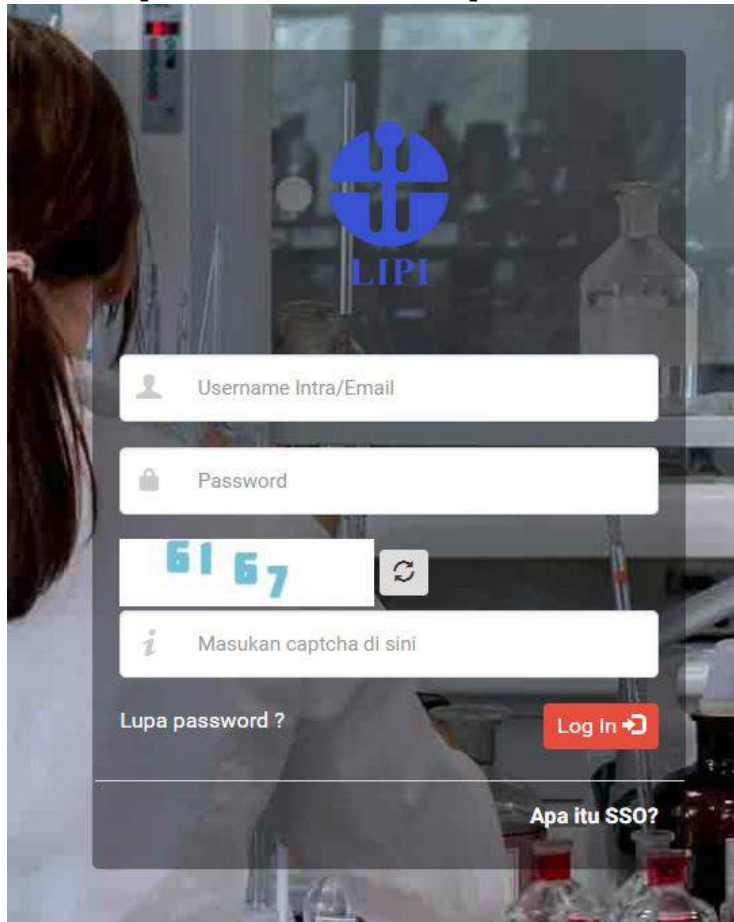 LIPI
Username Intra/Email
Password
6167
Masukan captcha di sini
Lupa password ?
Log In
Apa itu SSO?